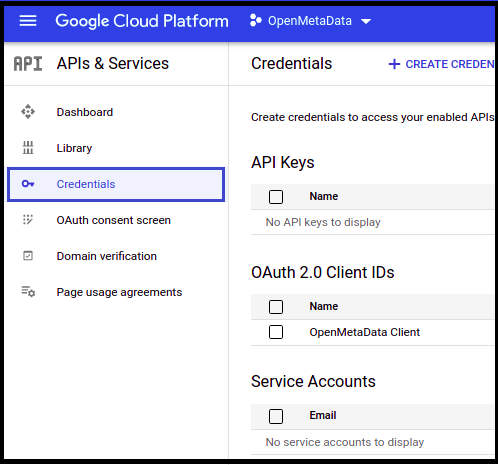 Google Cloud Platform OpenMetaData
API APIs & Services
Credentials
CREATE CREDEN
Dashboard
Library
Credentials
OAuth consent screen
Domain verification
Page usage agreements
Create credentials to access your enabled APIs
API Keys
Name
No API keys to display
OAuth 2.0 Client IDs
Name
OpenMetaData Client
Service Accounts
Email
No service accounts to display